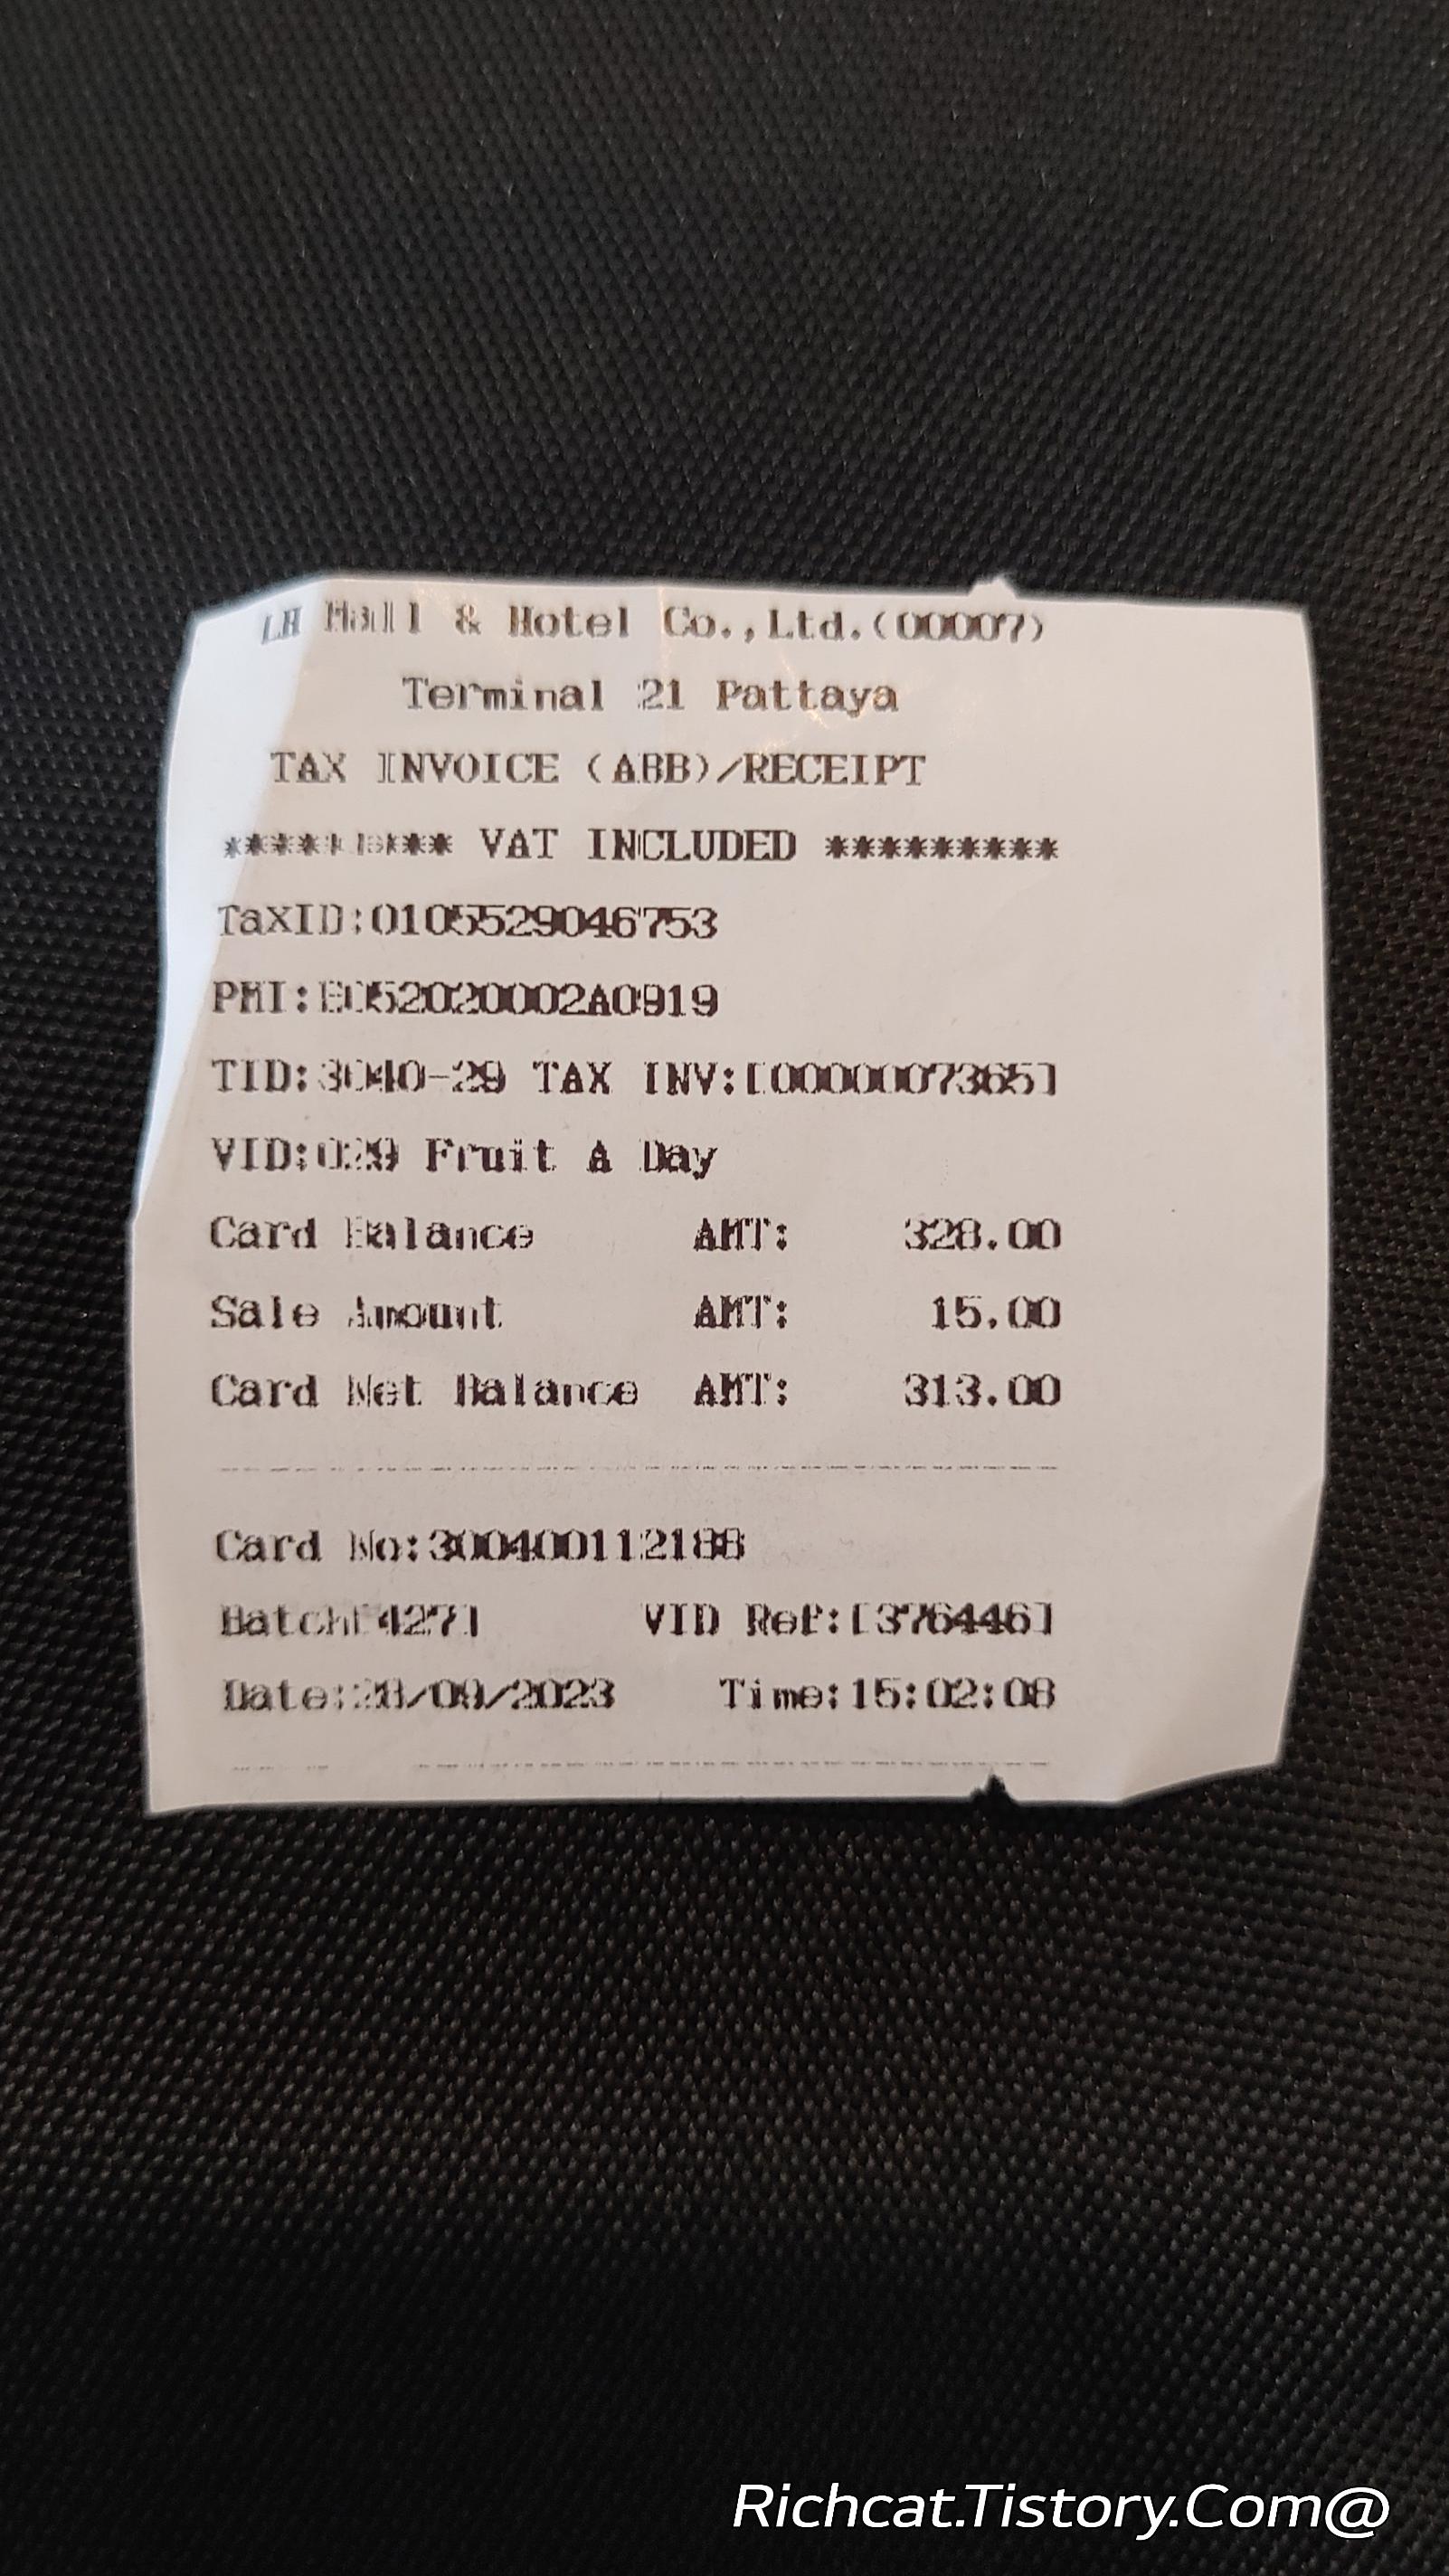 LH Mall & Hotel Co.,Ltd.(00007)
Terminal 21 Pattaya
TAX INVOICE (ABB)/RECEIPT
********* VAT INCLUDED *********
TaXID:0105529046753
PMI:E052020002A0919
TID:3040-29 TAX INV:[0000007365]
VID:029 Fruit A Day
Card Balance AMT: 328.00
Sale Amount AMT: 15.00
Card Net Balance AMT: 313.00
Card No:300400112188
Batch[427] VID Ref:[376446]
Date:28/09/2023 Time:15:02:08
Richcat.Tistory.Com@